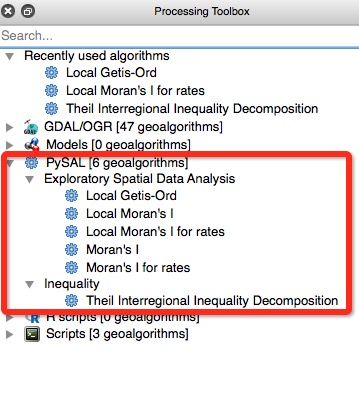 Processing Toolbox
Search...
Recently used algorithms
Local Getis-Ord
Local Moran's I for rates
Theil Interregional Inequality Decomposition
GDAL/OGR [47 geoalgorithms]
Models [0 geoalgorithms]
PySAL [6 geoalgorithms]
Exploratory Spatial Data Analysis
Local Getis-Ord
Local Moran's I
Local Moran's I for rates
Moran's I
Moran's I for rates
Inequality
Theil Interregional Inequality Decomposition
R scripts [0 geoalgorithms]
Scripts [3 geoalgorithms]